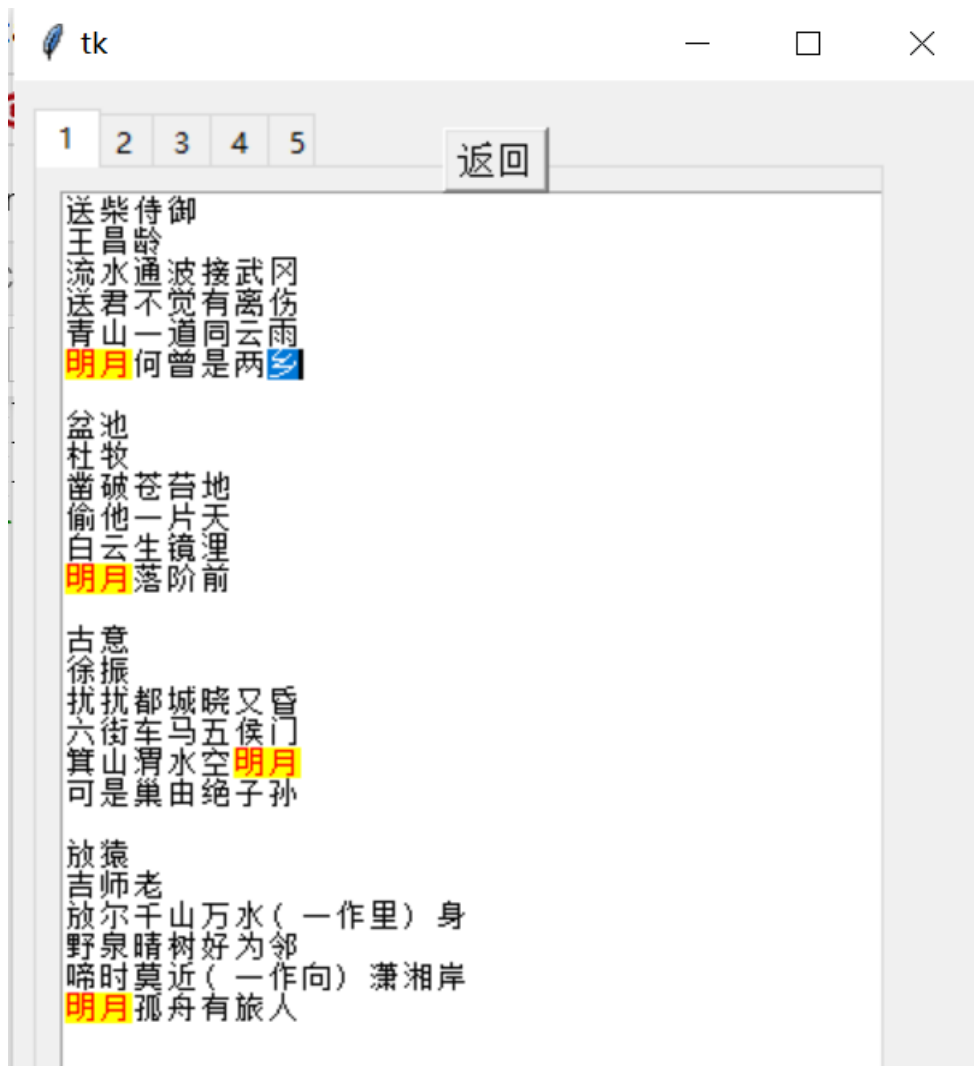 tk
1 2 3 4 5
返回
送柴侍御
王昌龄
流水通波接武冈
送君不觉有离伤
青山一道同云雨
明月何曾是两乡
盆池
杜牧
凿破苍苔地
偷他一片天
白云生镜浬
明月落阶前
古意
徐振
扰扰都城晓又昏
六街车马五侯门
箕山渭水空明月
可是巢由绝子孙
放猿
吉师老
放尔千山万水(一作里)身
野泉晴树好为邻
啼时莫近(一作向)潇湘岸
明月孤舟有旅人